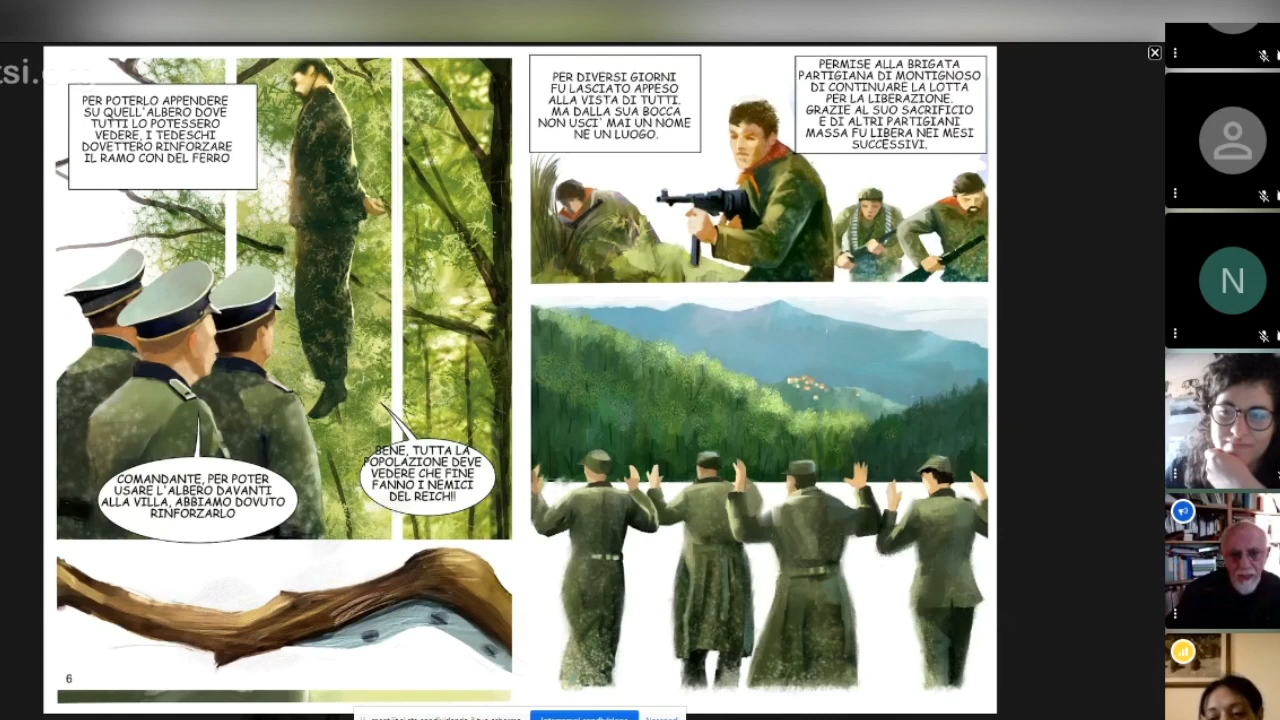 PER POTERLO APPENDERE
SU QUELL'ALBERO DOVE
TUTTI LO POTESSERO
VEDERE, I TEDESCHI
DOVETTERO RINFORZARE
IL RAMO CON DEL FERRO
COMANDANTE, PER POTER
USARE L'ALBERO DAVANTI
ALLA VILLA, ABBIAMO DOVUTO
RINFORZARLO
BENE, TUTTA LA
POPOLAZIONE DEVE
VEDERE CHE FINE
FANNO I NEMICI
DEL REICH!!
6
PER DIVERSI GIORNI
FU LASCIATO APPESO
ALLA VISTA DI TUTTI.
MA DALLA SUA BOCCA
NON USCI' MAI UN NOME
NE UN LUOGO.
PERMISE ALLA BRIGATA
PARTIGIANA DI MONTIGNOSO
DI CONTINUARE LA LOTTA
PER LA LIBERAZIONE.
GRAZIE AL SUO SACRIFICIO
E DI ALTRI PARTIGIANI
MASSA FU LIBERA NEI MESI
SUCCESSIVI.
N